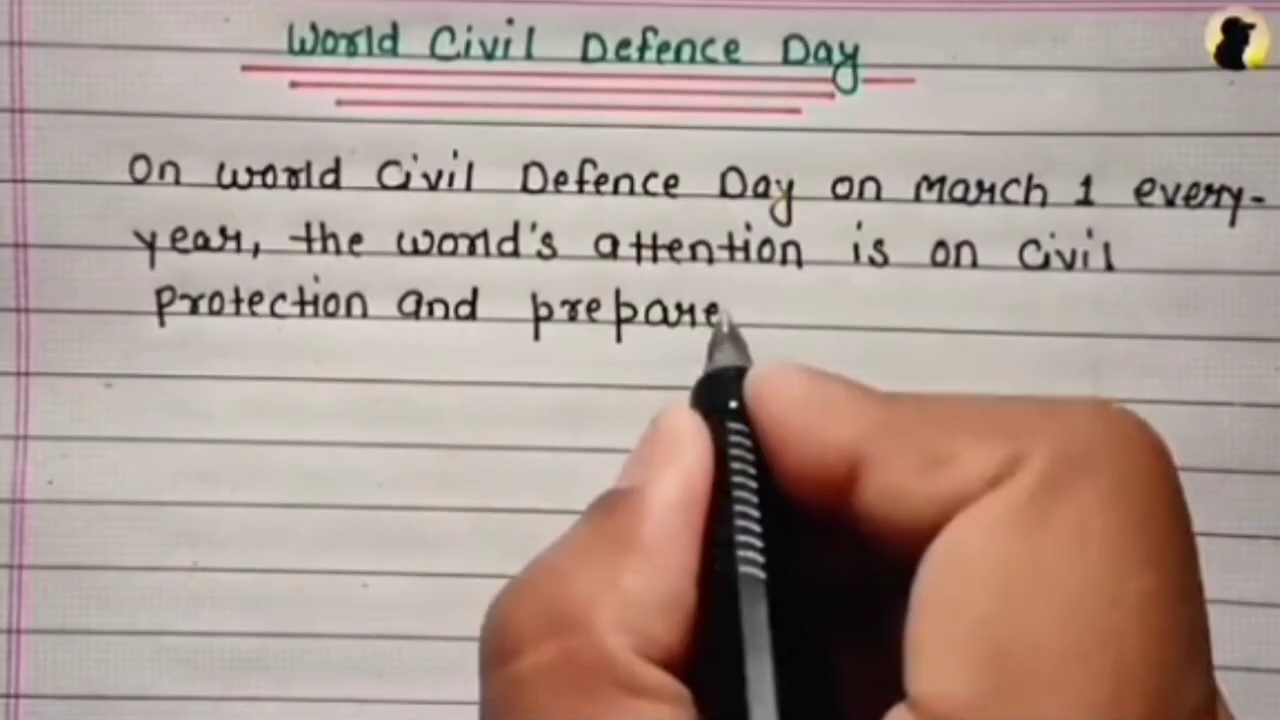 World Civil Defence Day
On world Civil Defence Day on March 1 every-
year, the world's attention is on Civil
Protection and prepare